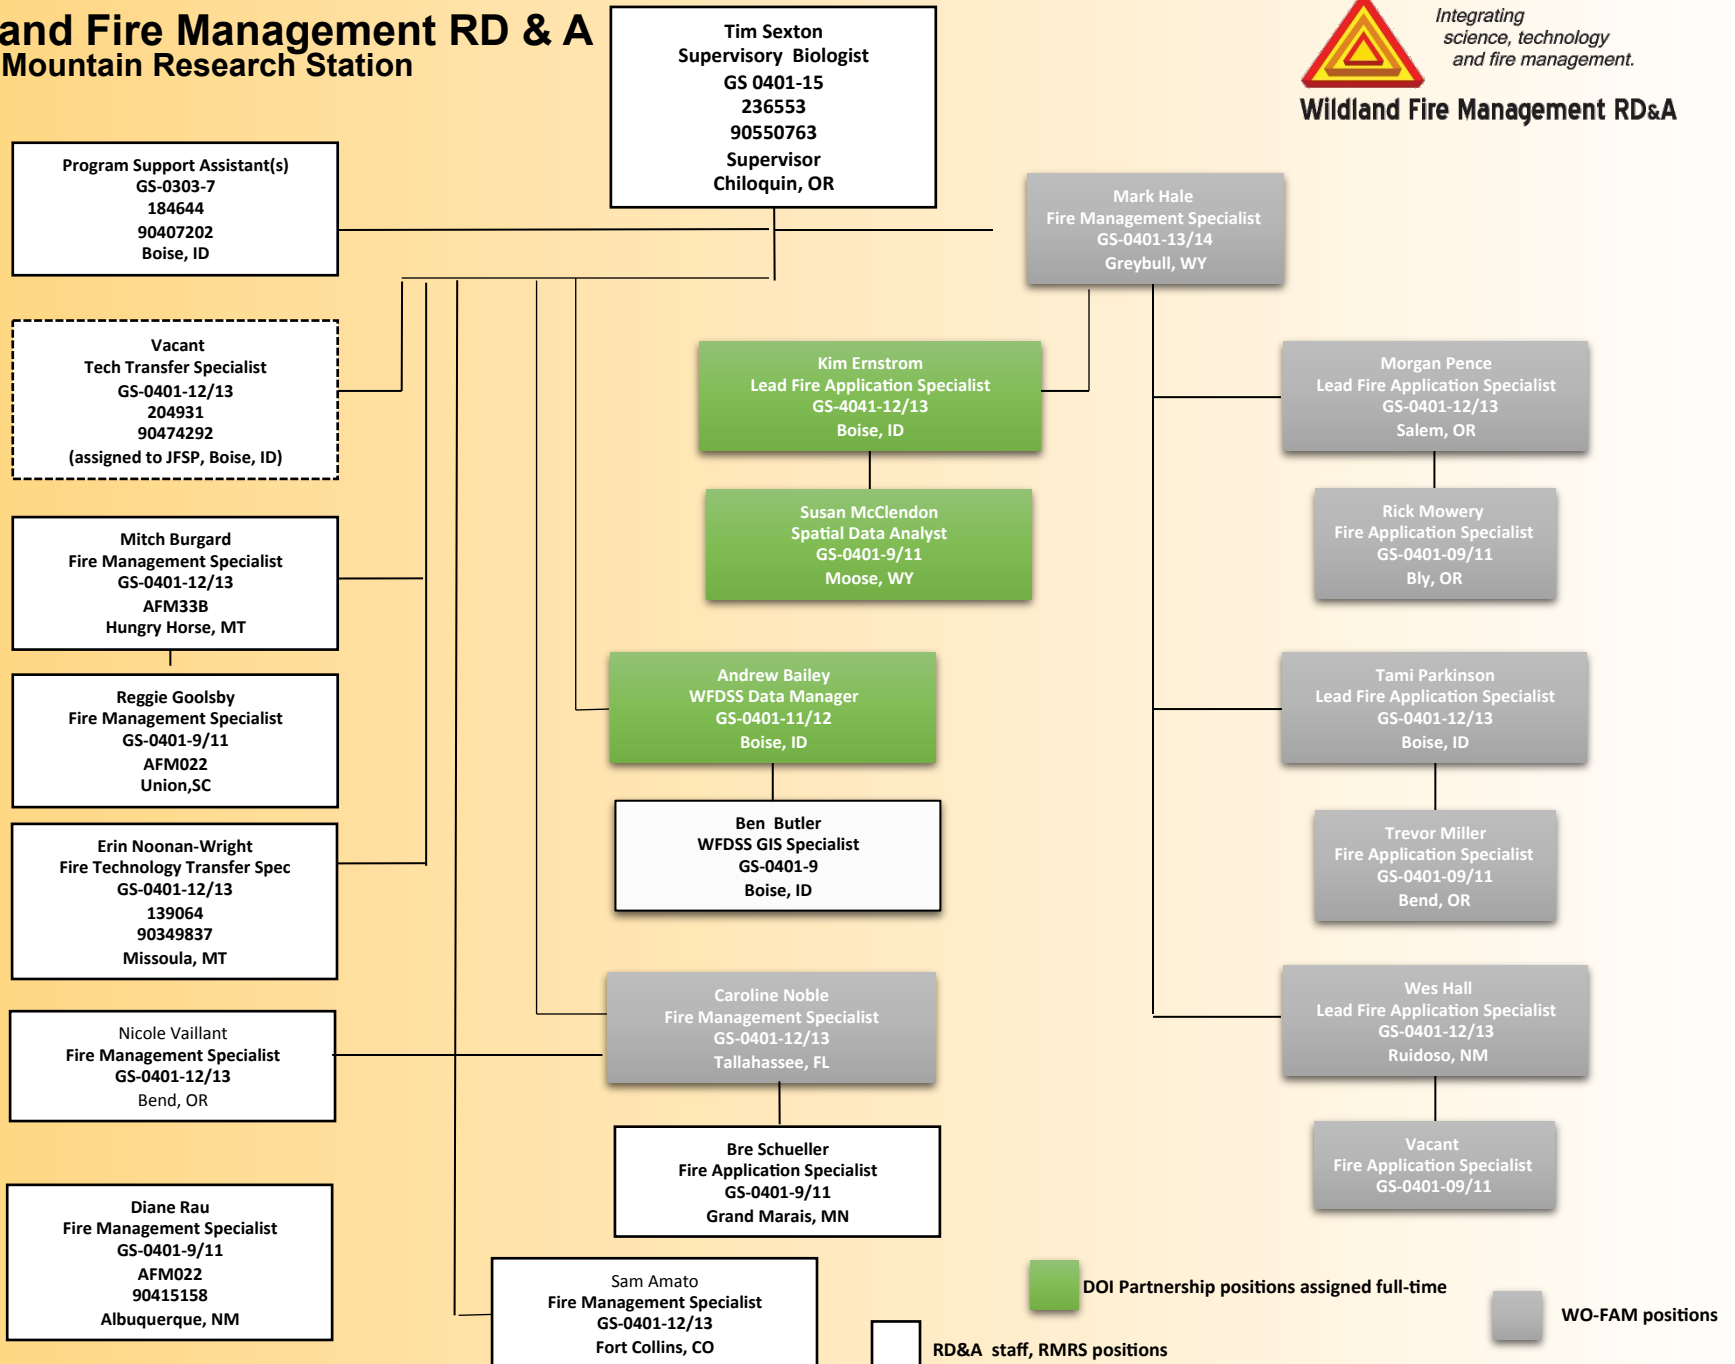 and Fire Management RD & A
Mountain Research Station
Tim Sexton
Supervisory Biologist
GS 0401-15
236553
90550763
Supervisor
Chiloquin, OR
Integrating
science, technology
and fire management.
Wildland Fire Management RD&A
Program Support Assistant(s)
GS-0303-7
184644
90407202
Boise, ID
Mark Hale
Fire Management Specialist
GS-0401-13/14
Greybull, WY
Vacant
Tech Transfer Specialist
GS-0401-12/13
204931
90474292
(assigned to JFSP, Boise, ID)
Kim Ernstrom
Lead Fire Application Specialist
GS-4041-12/13
Boise, ID
Morgan Pence
Lead Fire Application Specialist
GS-0401-12/13
Salem, OR
Susan McClendon
Spatial Data Analyst
GS-0401-9/11
Moose, WY
Rick Mowery
Fire Application Specialist
GS-0401-09/11
Bly, OR
Mitch Burgard
Fire Management Specialist
GS-0401-12/13
AFM33B
Hungry Horse, MT
Reggie Goolsby
Fire Management Specialist
GS-0401-9/11
AFM022
Union,SC
Andrew Bailey
WFDSS Data Manager
GS-0401-11/12
Boise, ID
Tami Parkinson
Lead Fire Application Specialist
GS-0401-12/13
Boise, ID
Ben Butler
WFDSS GIS Specialist
GS-0401-9
Boise, ID
Trevor Miller
Fire Application Specialist
GS-0401-09/11
Bend, OR
Erin Noonan-Wright
Fire Technology Transfer Spec
GS-0401-12/13
139064
90349837
Missoula, MT
Caroline Noble
Fire Management Specialist
GS-0401-12/13
Tallahassee, FL
Wes Hall
Lead Fire Application Specialist
GS-0401-12/13
Ruidoso, NM
Nicole Vaillant
Fire Management Specialist
GS-0401-12/13
Bend, OR
Bre Schueller
Fire Application Specialist
GS-0401-9/11
Grand Marais, MN
Vacant
Fire Application Specialist
GS-0401-09/11
Diane Rau
Fire Management Specialist
GS-0401-9/11
AFM022
90415158
Albuquerque, NM
Sam Amato
Fire Management Specialist
GS-0401-12/13
Fort Collins, CO
DOI Partnership positions assigned full-time
WO-FAM positions
RD&A staff, RMRS positions